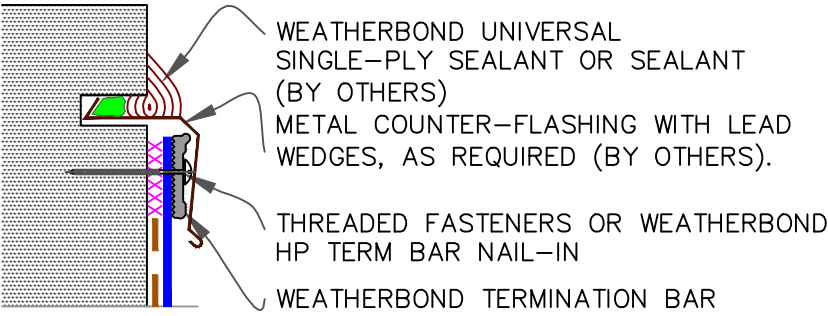 WEATHERBOND UNIVERSAL
SINGLE-PLY SEALANT OR SEALANT
(BY OTHERS)
METAL COUNTER-FLASHING WITH LEAD
WEDGES, AS REQUIRED (BY OTHERS).
THREADED FASTENERS OR WEATHERBOND
HP TERM BAR NAIL-IN
WEATHERBOND TERMINATION BAR